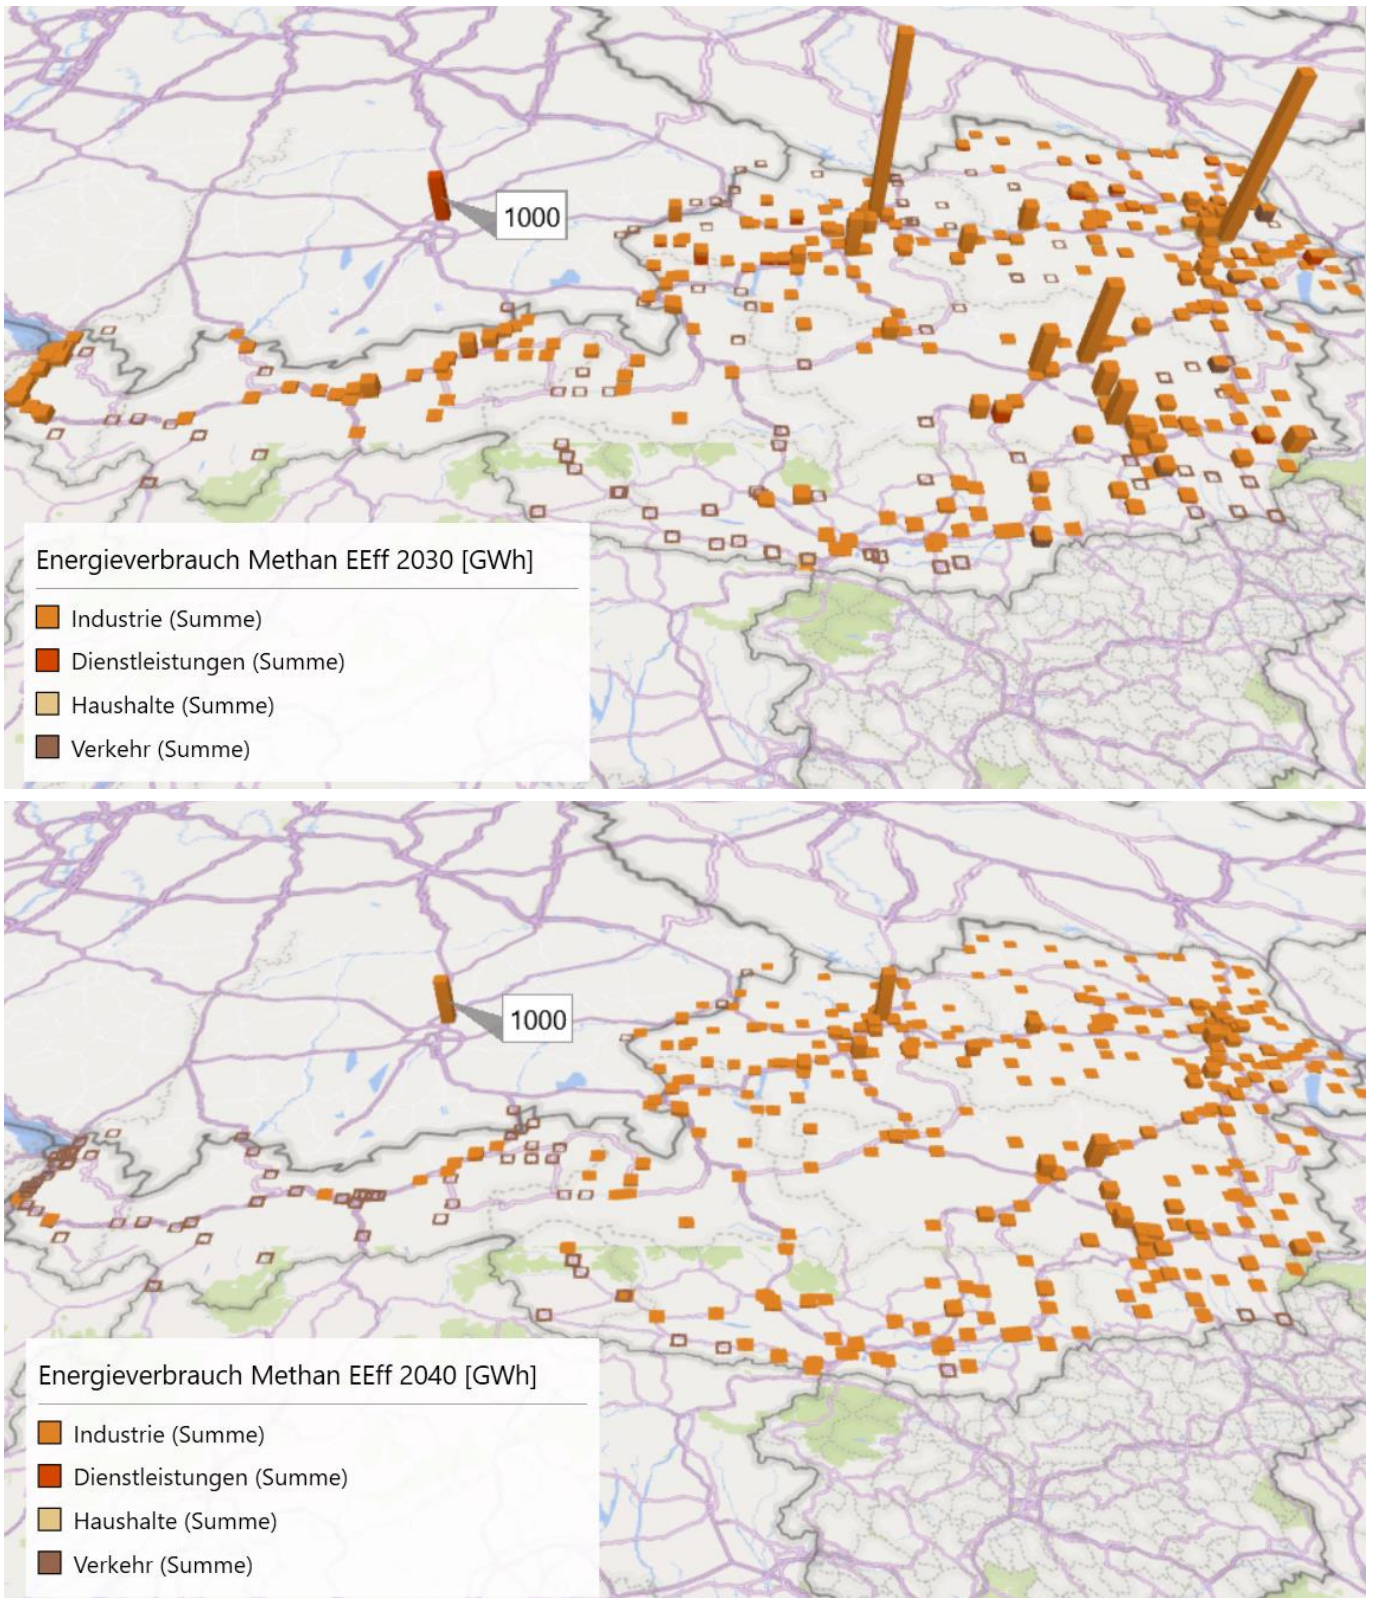 1000
Energieverbrauch Methan EEff 2030 [GWh]
Industrie (Summe)
Dienstleistungen (Summe)
Haushalte (Summe)
Verkehr (Summe)
1000
Energieverbrauch Methan EEff 2040 [GWh]
Industrie (Summe)
Dienstleistungen (Summe)
Haushalte (Summe)
Verkehr (Summe)